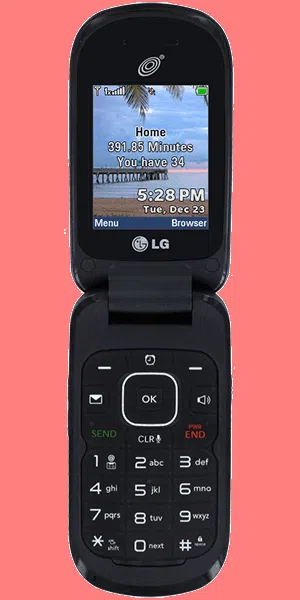 Home
391.85 Minutes
You have 34
5:28 PM
Tue, Dec 23
Menu Browser
LG
OK
SEND CLR PWR END
1 2 abc 3 def
4 ghi 5 jkl 6 mno
7 pqrs 8 tuv 9 wxyz
* shift 0 next # space